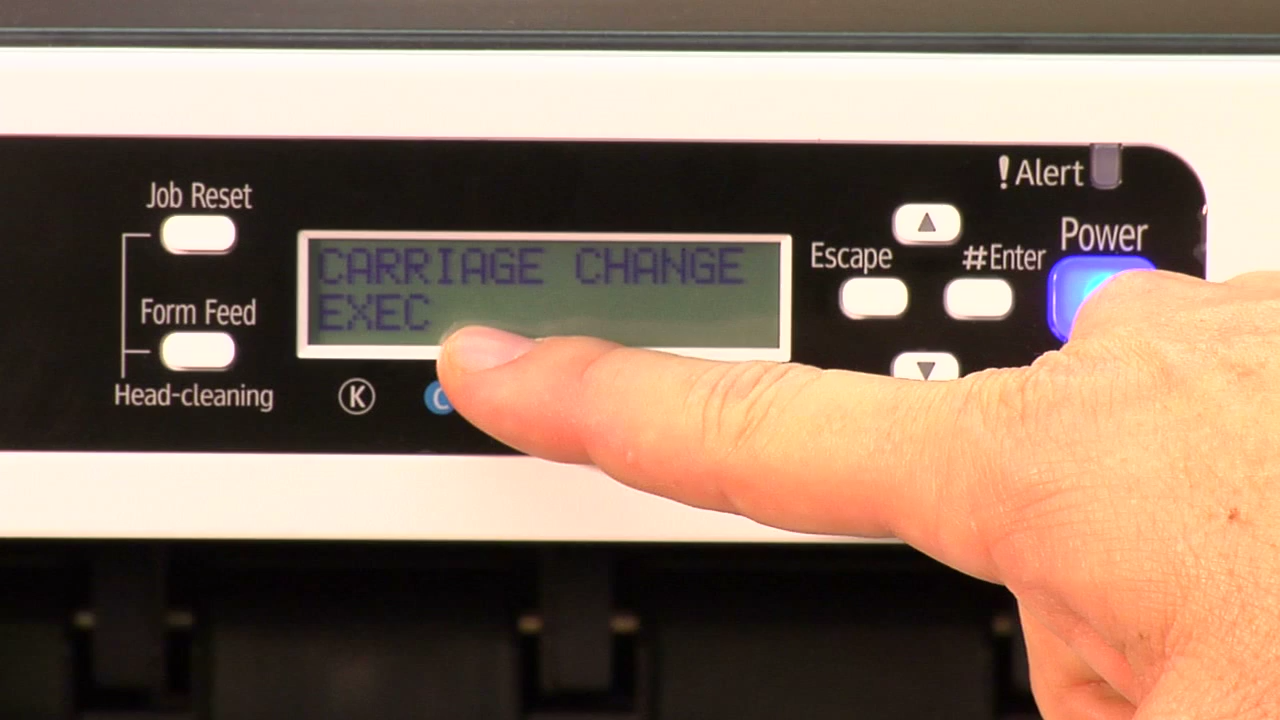 Job Reset
Form Feed
Head-cleaning
CARRIAGE CHANGE
EXEC
K
C
Escape
#Enter
!Alert
Power